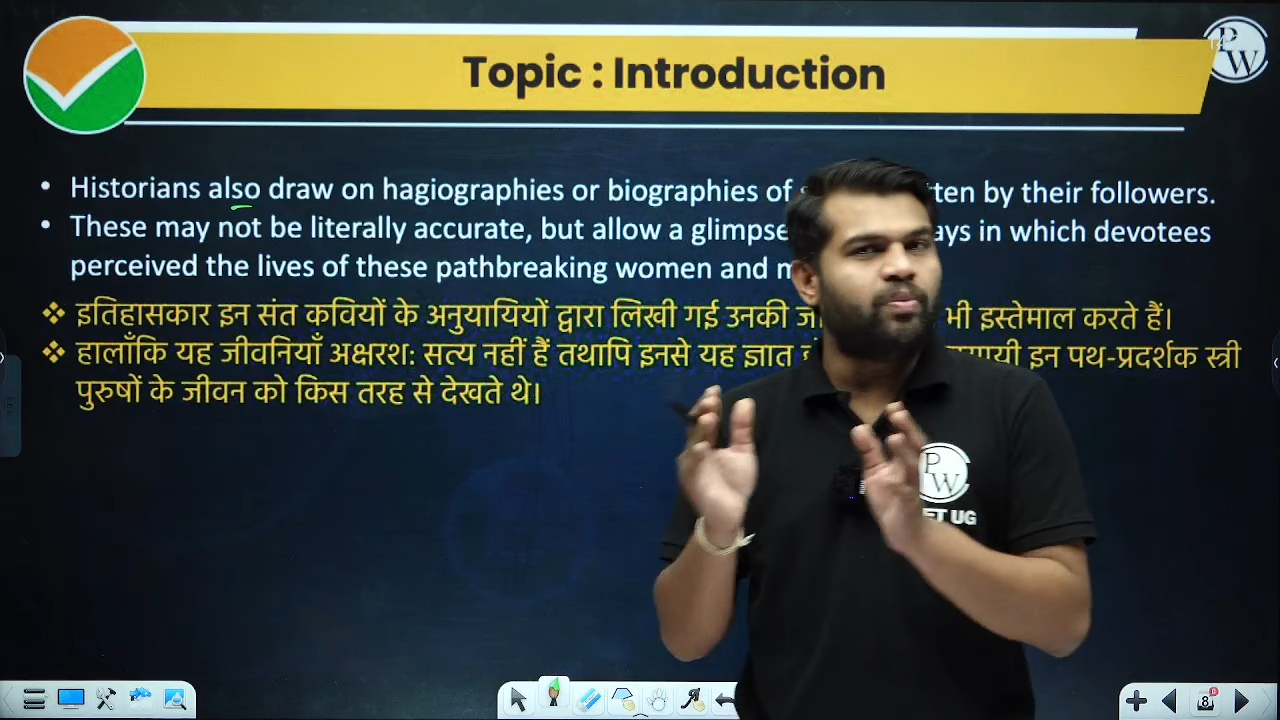 Topic : Introduction
PW
• Historians also draw on hagiographies or biographies of by their followers.
• These may not be literally accurate, but allow a glimpse in which devotees
perceived the lives of these pathbreaking women and
❖ इतिहासकार इन संत कवियों के अनुयायियों द्वारा लिखी गई उनकी भी इस्तेमाल करते हैं।
❖ हालाँकि यह जीवनियाँ अक्षरश: सत्य नहीं हैं तथापि इनसे यह ज्ञात इन पथ-प्रदर्शक स्त्री
पुरुषों के जीवन को किस तरह से देखते थे।
PW
UG
8